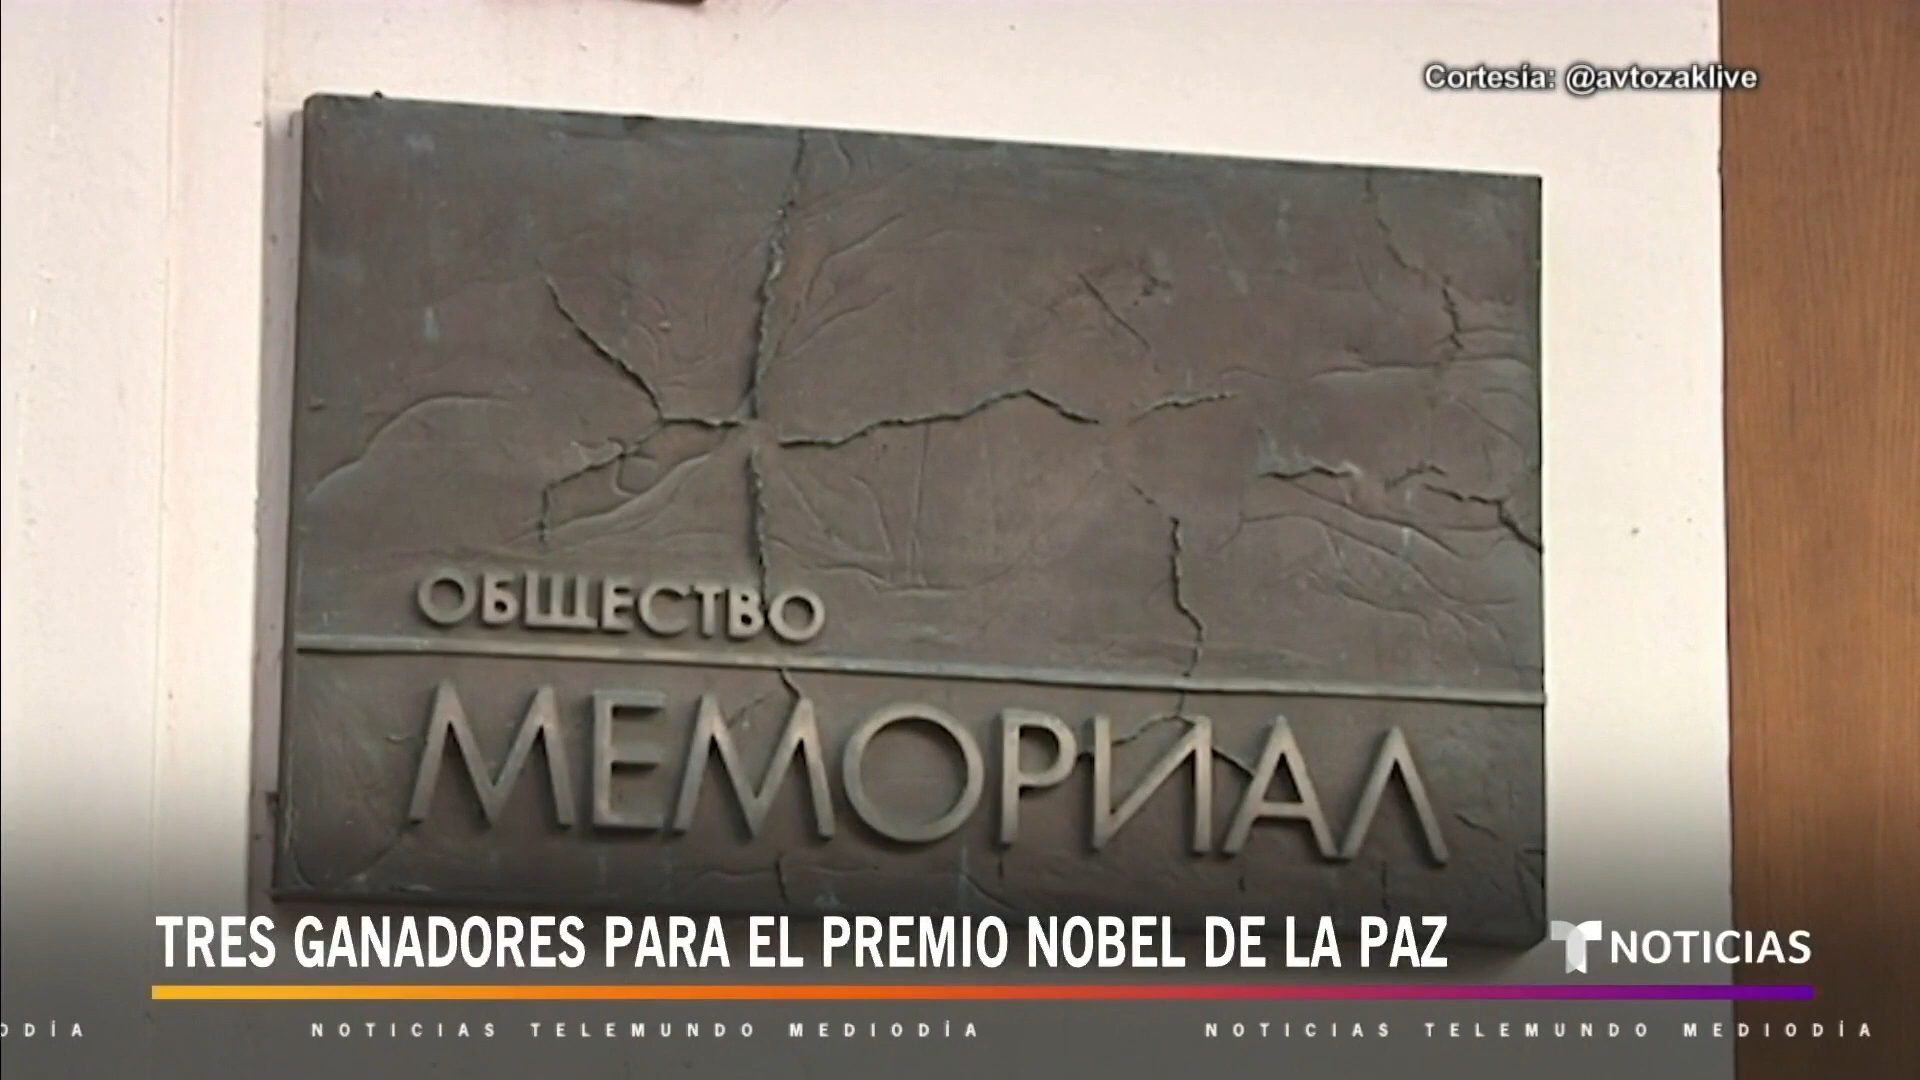 Cortesía: @avtozaklive
ОБЩЕСТВО
МЕМОРИАЛ
TRES GANADORES PARA EL PREMIO NOBEL DE LA PAZ
NOTICIAS
ODÍA NOTICIAS TELEMUNDO MEDIODÍA NOTICIAS TELEMUNDO MEDIODÍA